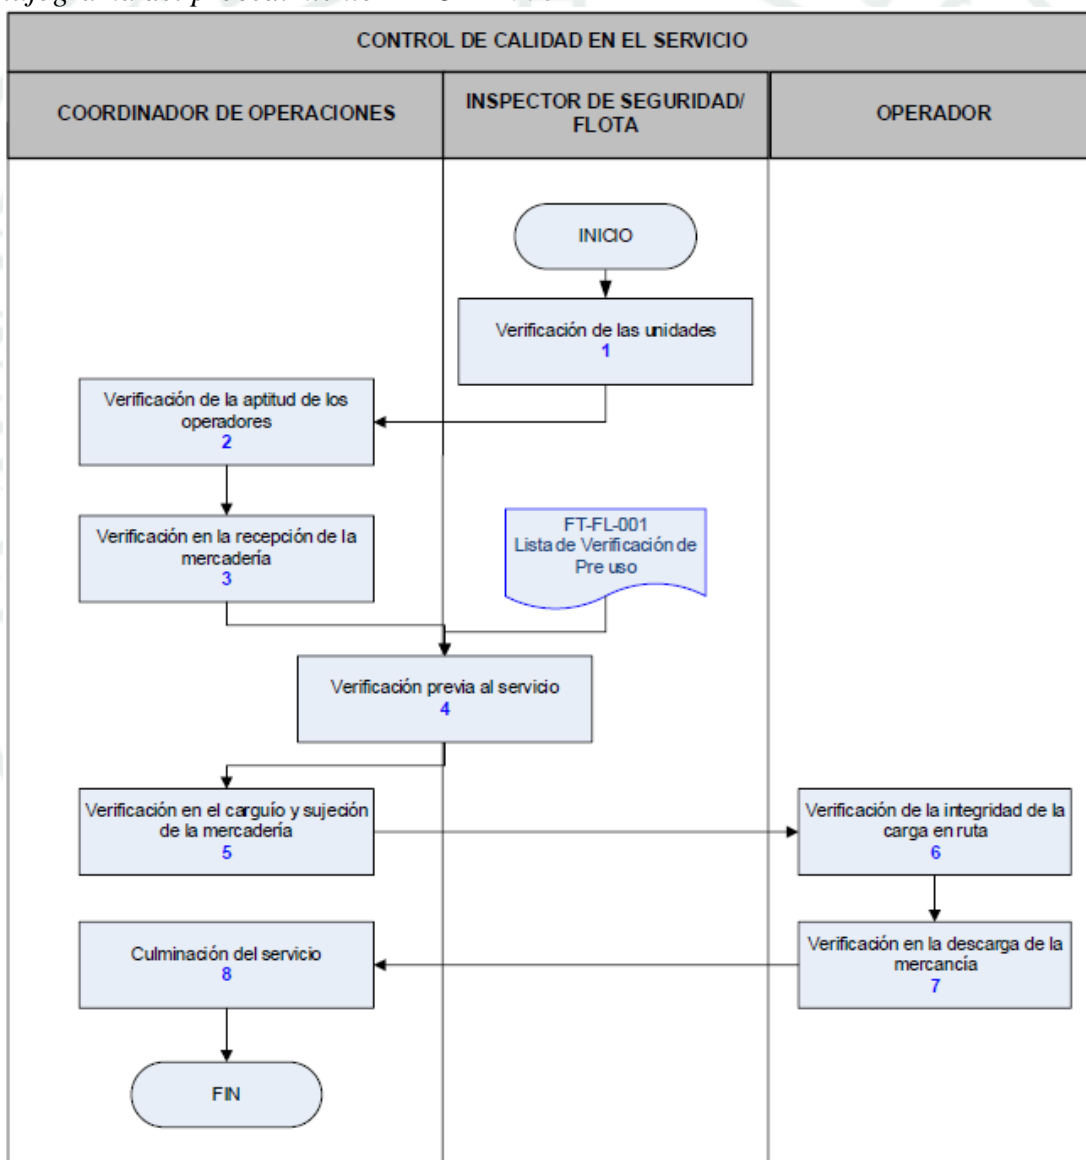 CONTROL DE CALIDAD EN EL SERVICIO
COORDINADOR DE OPERACIONES
INSPECTOR DE SEGURIDAD/
FLOTA
OPERADOR
INICIO
Verificación de las unidades
1
Verificación de la aptitud de los
operadores
2
Verificación en la recepción de la
mercadería
3
FT-FL-001
Lista de Verificación de
Pre uso
Verificación previa al servicio
4
Verificación en el carguío y sujeción
de la mercadería
5
Verificación de la integridad de la
carga en ruta
6
Verificación en la descarga de la
mercancía
7
Culminación del servicio
8
FIN